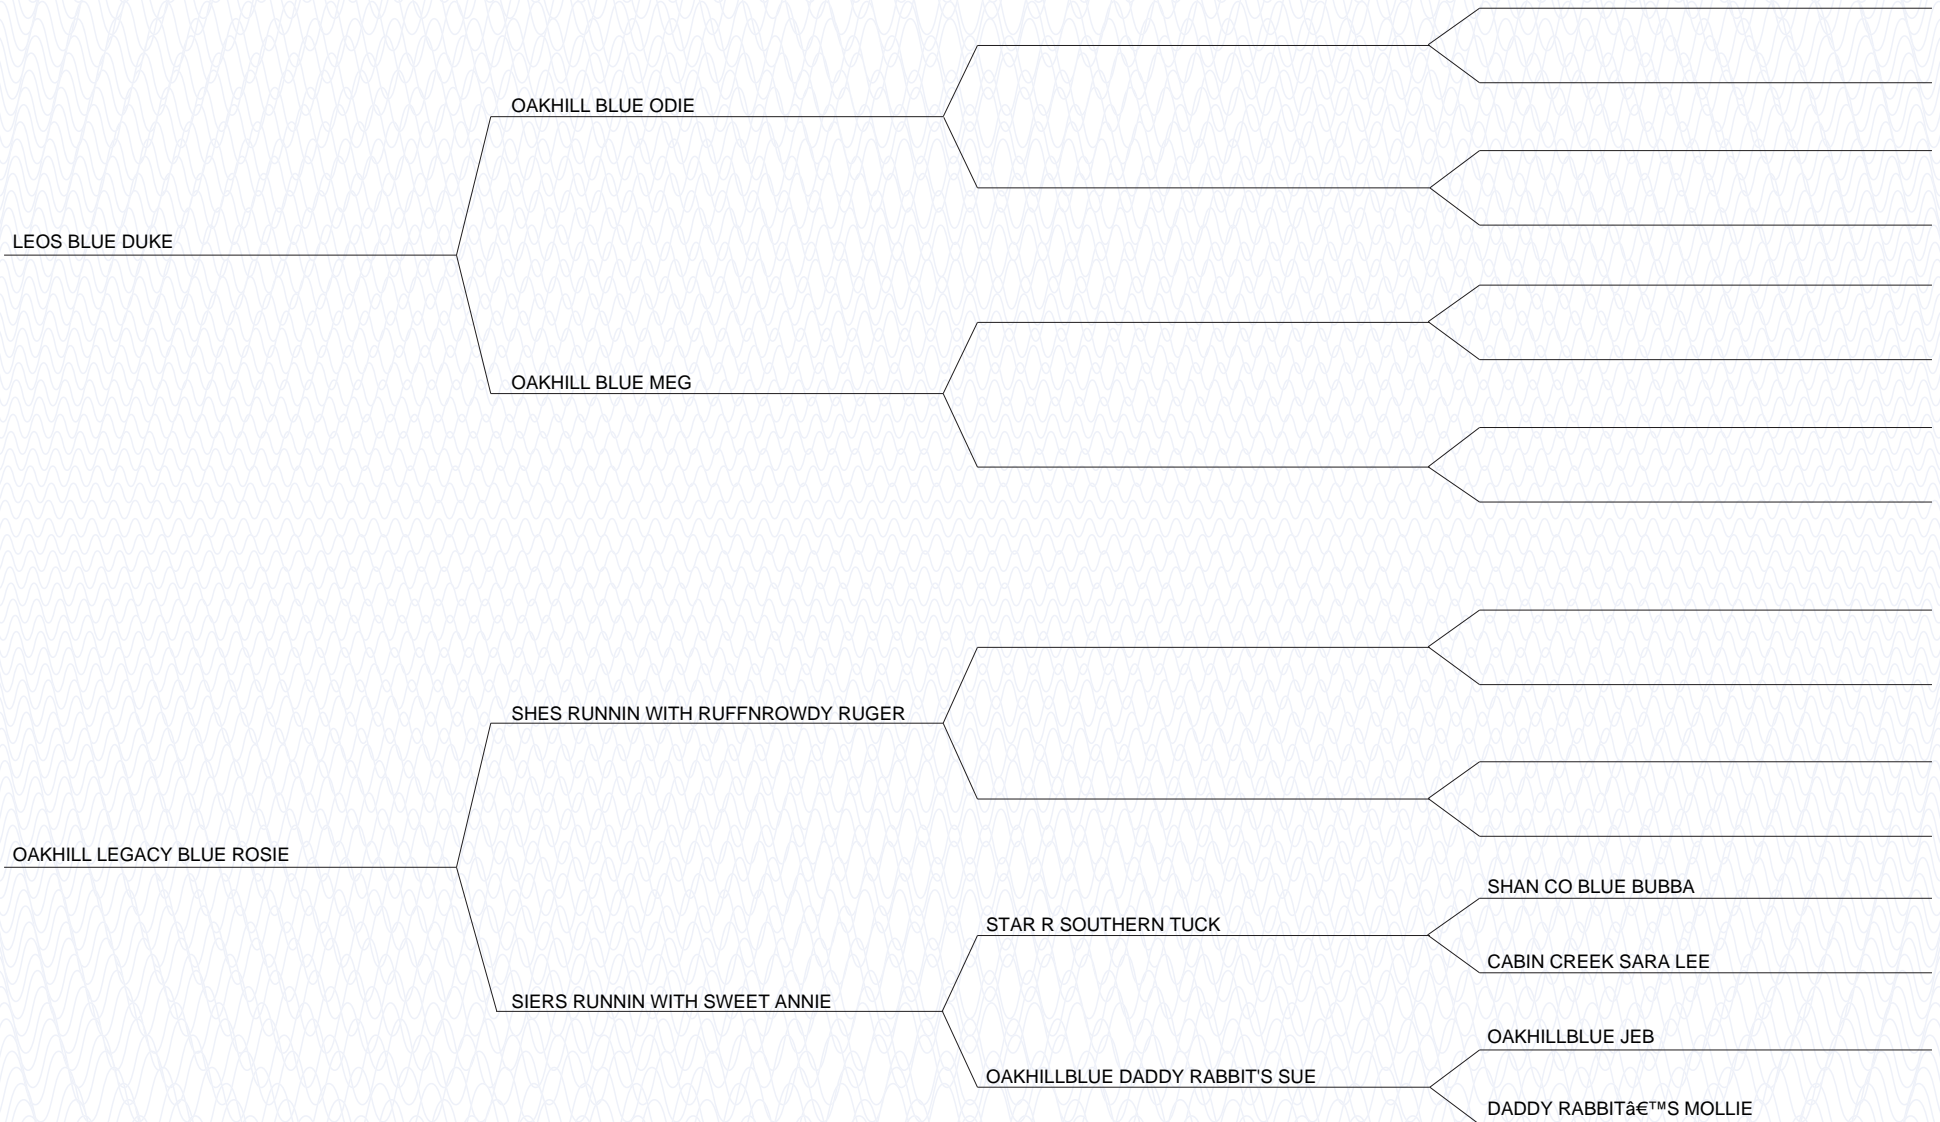 OAKHILL BLUE ODIE
LEOS BLUE DUKE
OAKHILL BLUE MEG
SHES RUNNIN WITH RUFFNROWDY RUGER
OAKHILL LEGACY BLUE ROSIE
SHAN CO BLUE BUBBA
STAR R SOUTHERN TUCK
CABIN CREEK SARA LEE
SIERS RUNNIN WITH SWEET ANNIE
OAKHILLBLUE JEB
OAKHILLBLUE DADDY RABBIT'S SUE
DADDY RABBITâ€™S MOLLIE